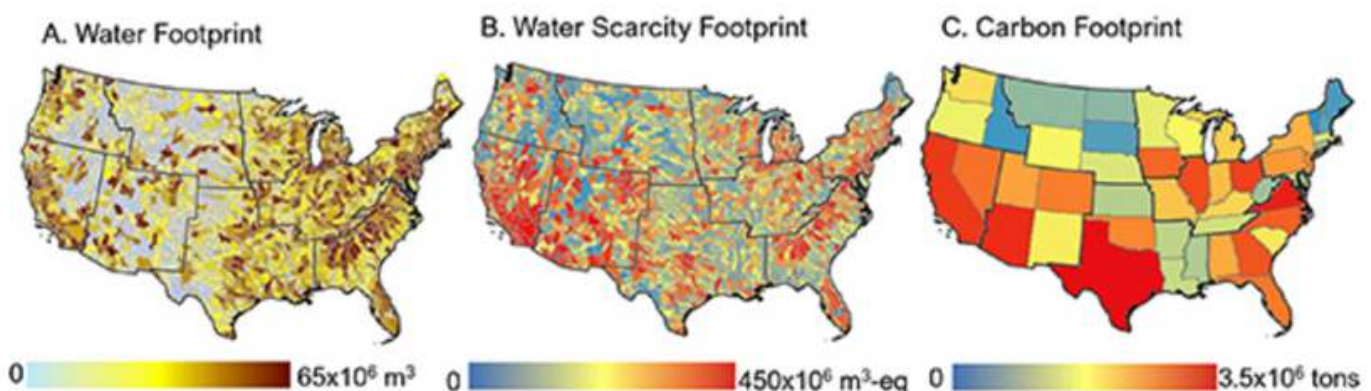 A. Water Footprint
B. Water Scarcity Footprint
C. Carbon Footprint
0 65x10⁶ m³
0 450x10⁶ m³-eq
0 3.5x10⁶ tons